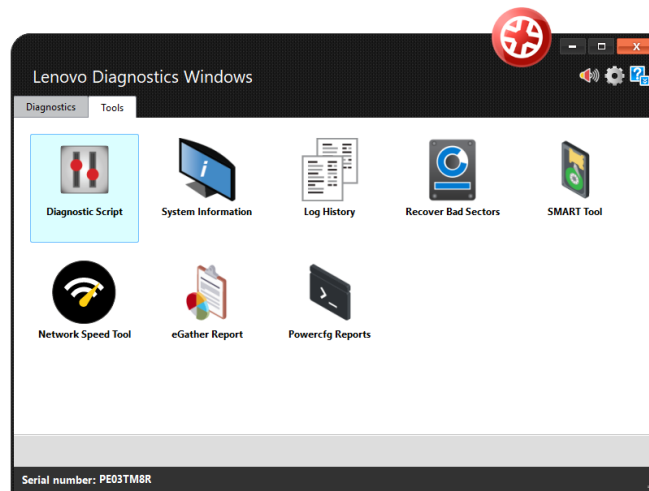 Lenovo Diagnostics Windows
Diagnostics Tools
Diagnostic Script System Information Log History Recover Bad Sectors SMART Tool
Network Speed Tool eGather Report Powercfg Reports
Serial number: PE03TM8R